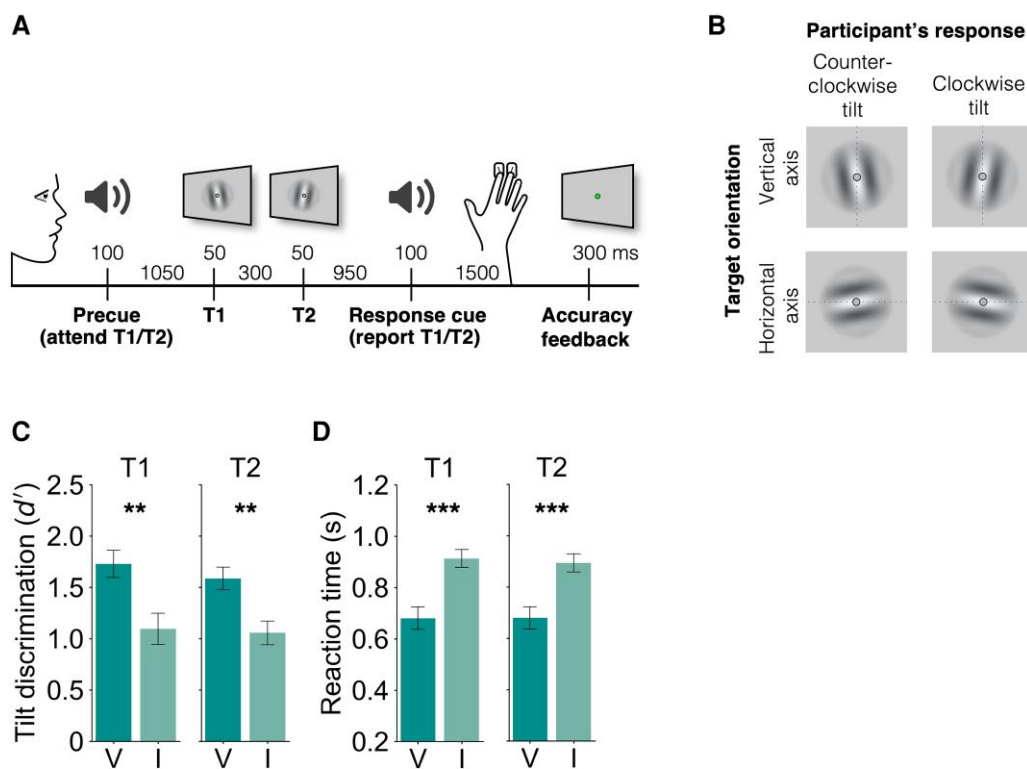 A
100
1050
50
300
50
950
100
1500
300 ms
Precue
(attend T1/T2)
T1
T2
Response cue
(report T1/T2)
Accuracy
feedback
B
Participant’s response
Counter-
clockwise
tilt
Clockwise
tilt
Target orientation
Vertical
axis
Horizontal
axis
C
Tilt discrimination (d′)
T1
T2
2.5
2.0
1.5
1.0
0.5
0
**
**
V
I
V
I
D
Reaction time (s)
T1
T2
1.2
1.0
0.8
0.6
0.4
0.2
***
***
V
I
V
I